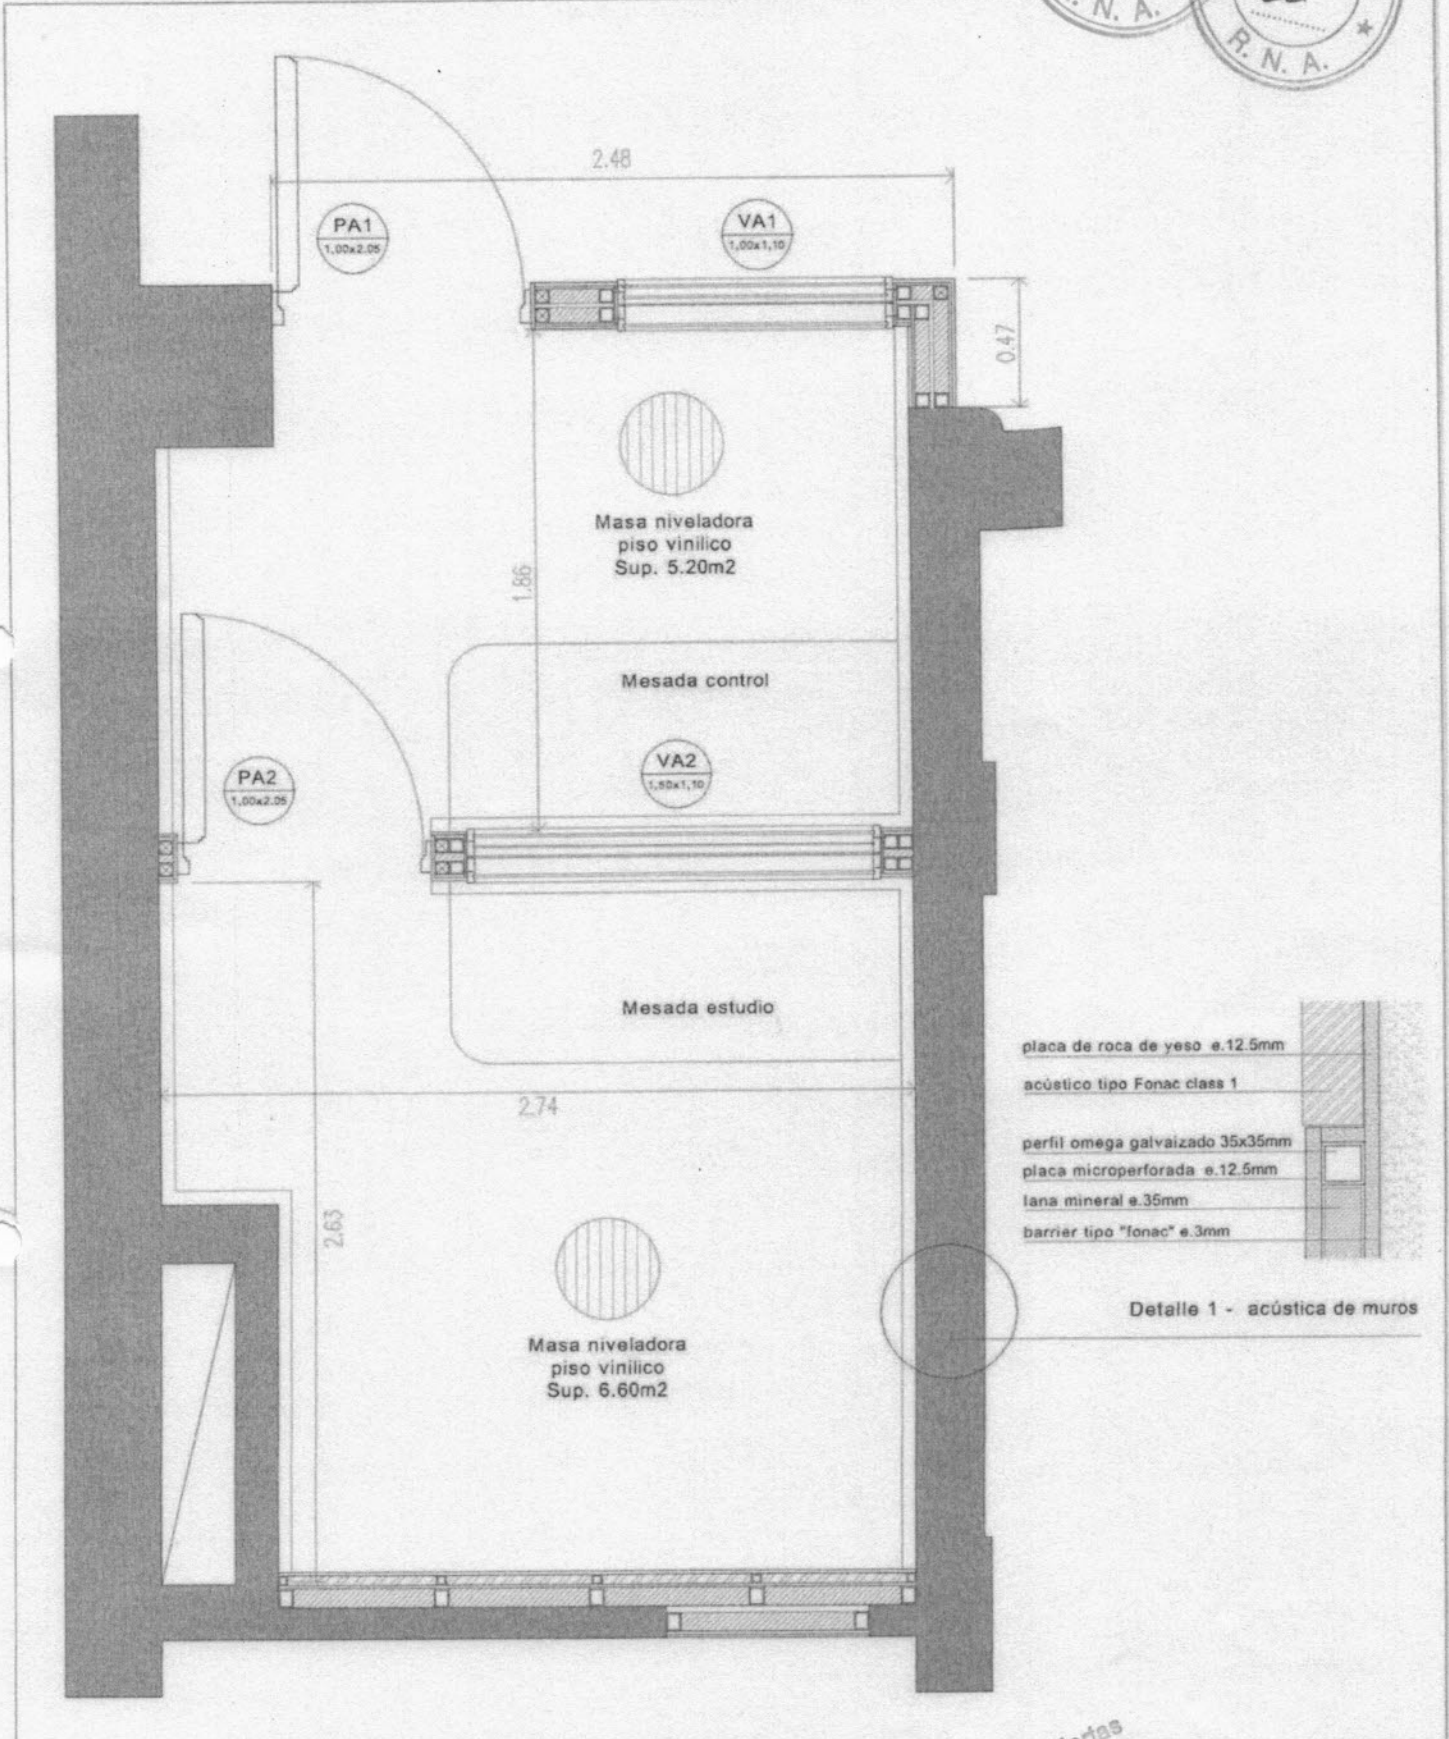 R. N. A.
R. N. A.
2.48
PA1
1,00x2.05
VA1
1,00x1,10
0.47
Masa niveladora
piso vinilico
Sup. 5.20m2
1.86
Mesada control
VA2
1,50x1,10
PA2
1,00x2.05
Mesada estudio
2.74
2.63
Masa niveladora
piso vinilico
Sup. 6.60m2
placa de roca de yeso e.12.5mm
acústico tipo Fonac class 1
perfil omega galvaizado 35x35mm
placa microperforada e.12.5mm
lana mineral e.35mm
barrier tipo "fonac" e.3mm
Detalle 1 - acústica de muros